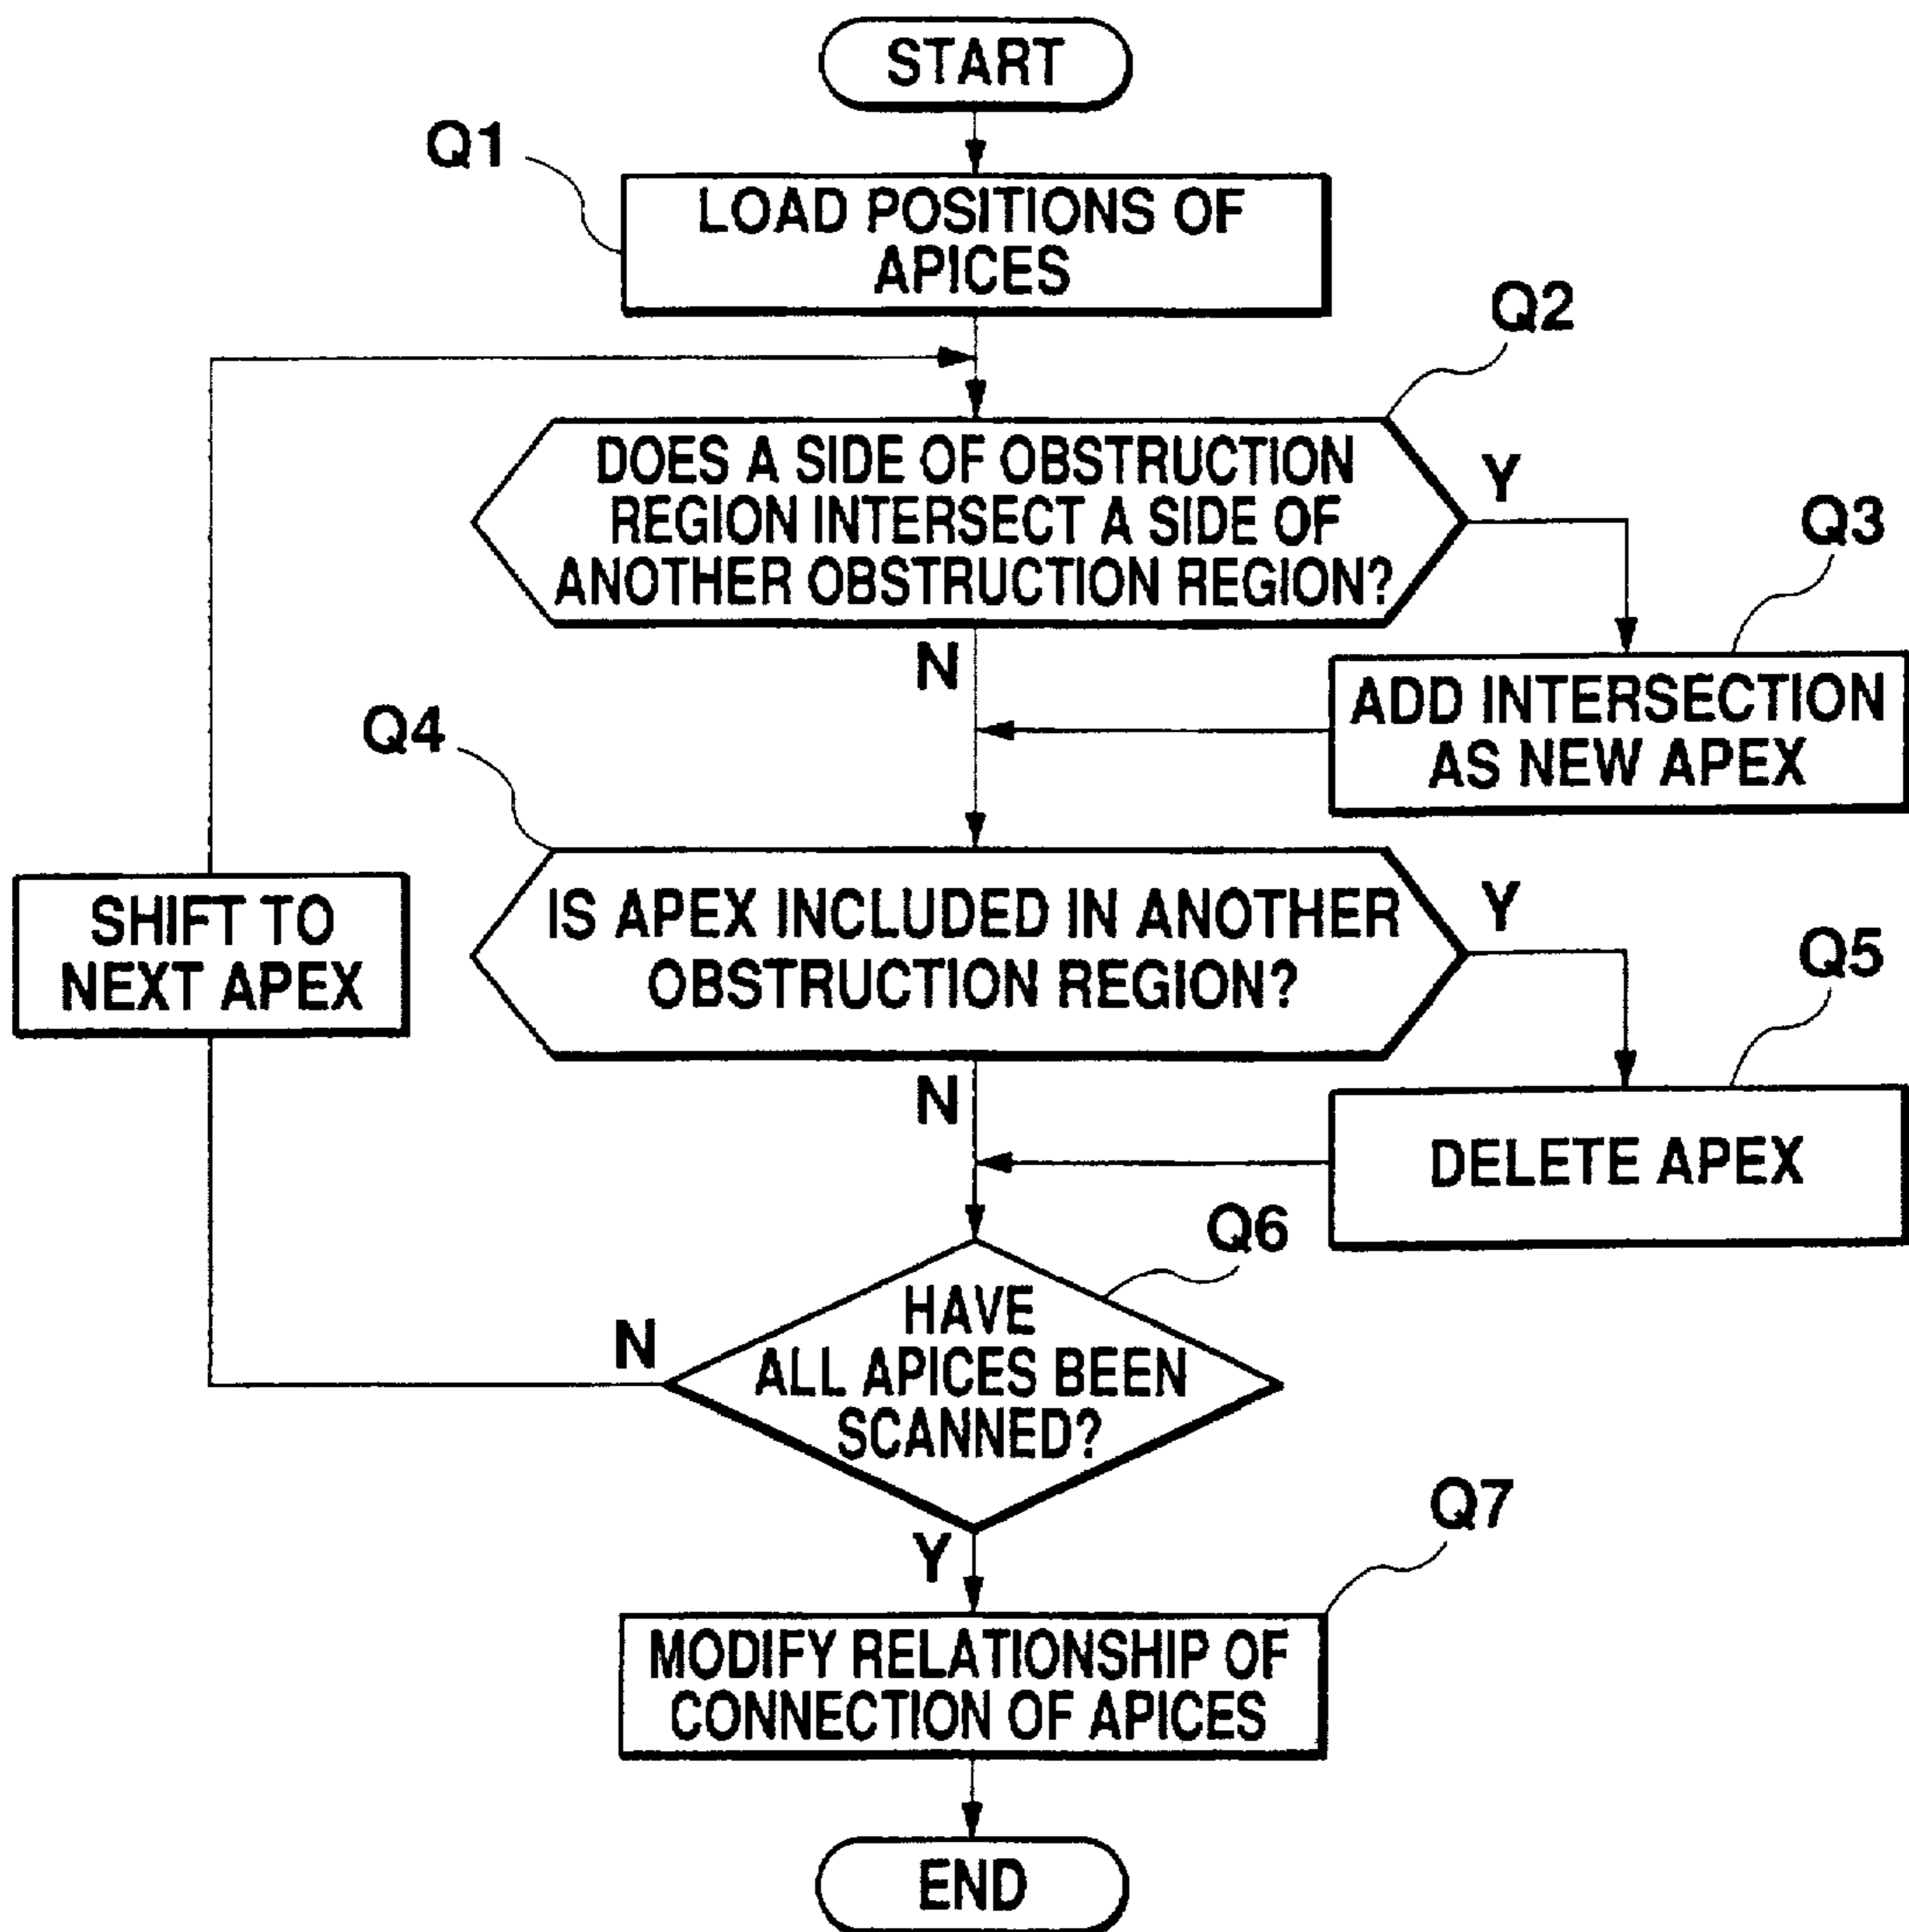 START
Q1
LOAD POSITIONS OF
APICES
Q2
DOES A SIDE OF OBSTRUCTION
REGION INTERSECT A SIDE OF
ANOTHER OBSTRUCTION REGION?
Y
Q3
N
ADD INTERSECTION
AS NEW APEX
Q4
SHIFT TO
NEXT APEX
IS APEX INCLUDED IN ANOTHER
OBSTRUCTION REGION?
Y
Q5
N
DELETE APEX
Q6
HAVE
ALL APICES BEEN
SCANNED?
N
Y
Q7
MODIFY RELATIONSHIP OF
CONNECTION OF APICES
END